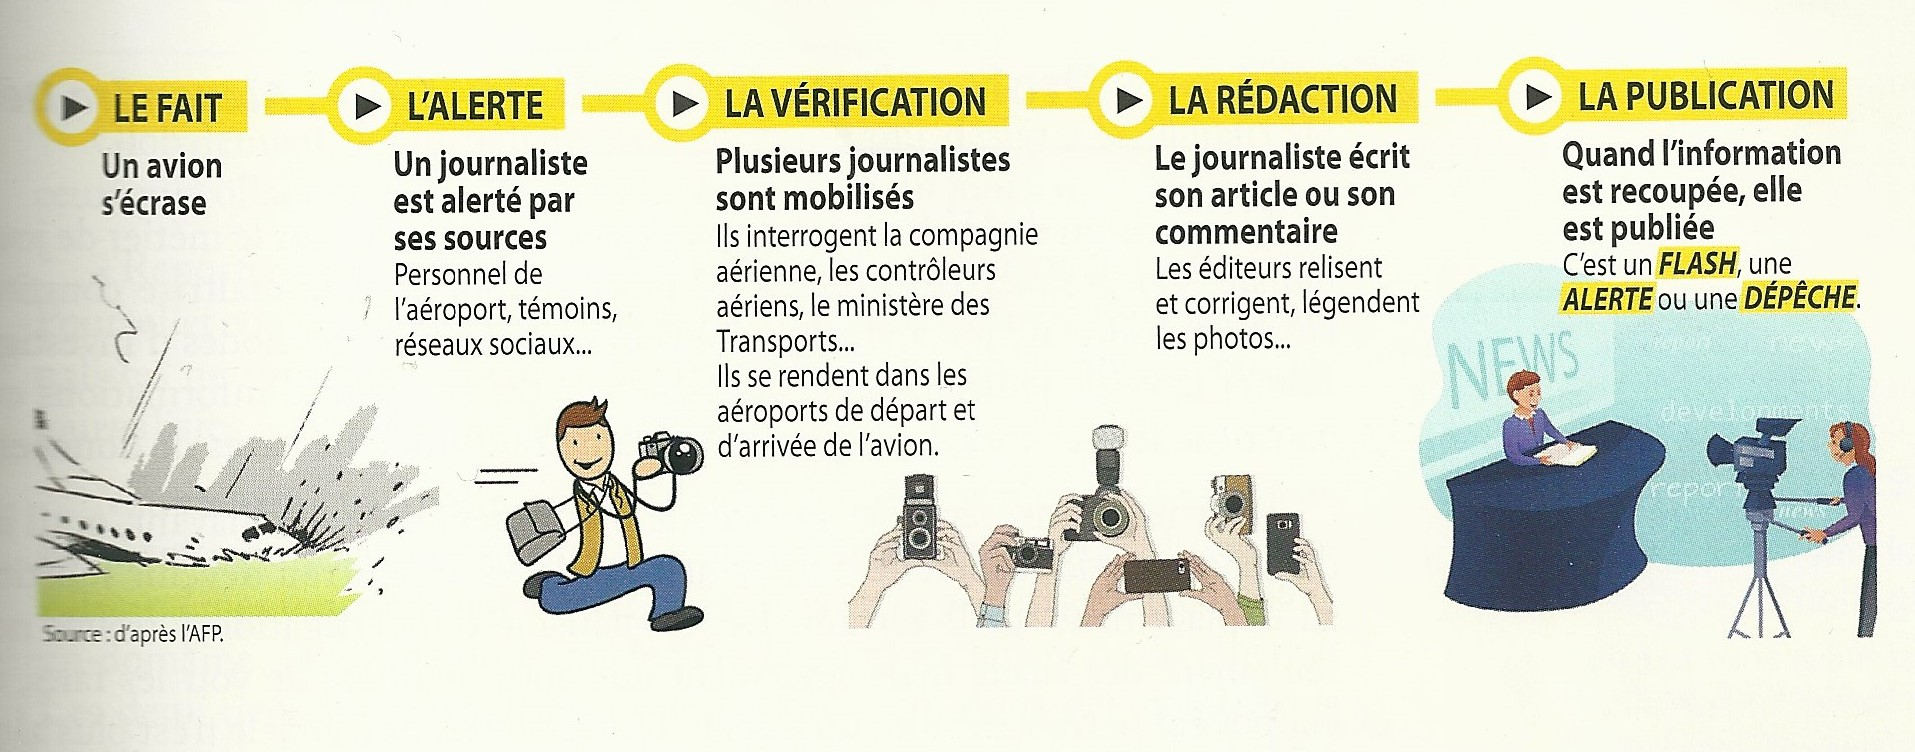 LE FAIT
Un avion
s'écrase
L'ALERTE
Un journaliste
est alerté par
ses sources
Personnel de
l'aéroport, témoins,
réseaux sociaux...
LA VÉRIFICATION
Plusieurs journalistes
sont mobilisés
Ils interrogent la compagnie
aérienne, les contrôleurs
aériens, le ministère des
Transports...
Ils se rendent dans les
aéroports de départ et
d'arrivée de l'avion.
LA RÉDACTION
Le journaliste écrit
son article ou son
commentaire
Les éditeurs relisent
et corrigent, légendent
les photos...
LA PUBLICATION
Quand l'information
est recoupée, elle
est publiée
C'est un FLASH, une
ALERTE ou une DÉPÊCHE.
NEWS
news
developments
report
news
Source : d'après l'AFP.